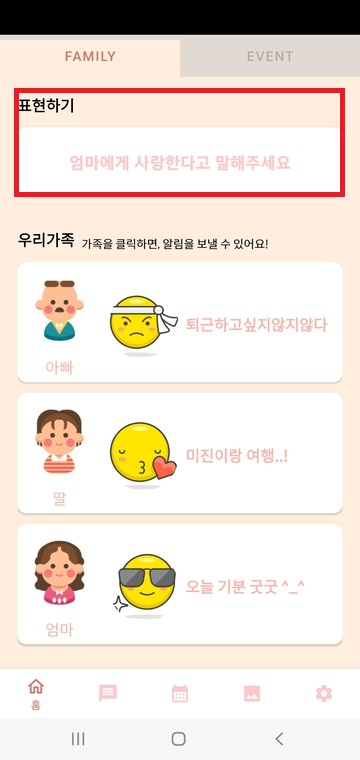 FAMILY EVENT
표현하기
엄마에게 사랑한다고 말해주세요
우리가족 가족을 클릭하면, 알림을 보낼 수 있어요!
퇴근하고싶지않지않다
아빠
미진이랑 여행..!
딸
오늘 기분 굿굿 ^_^
엄마
홈